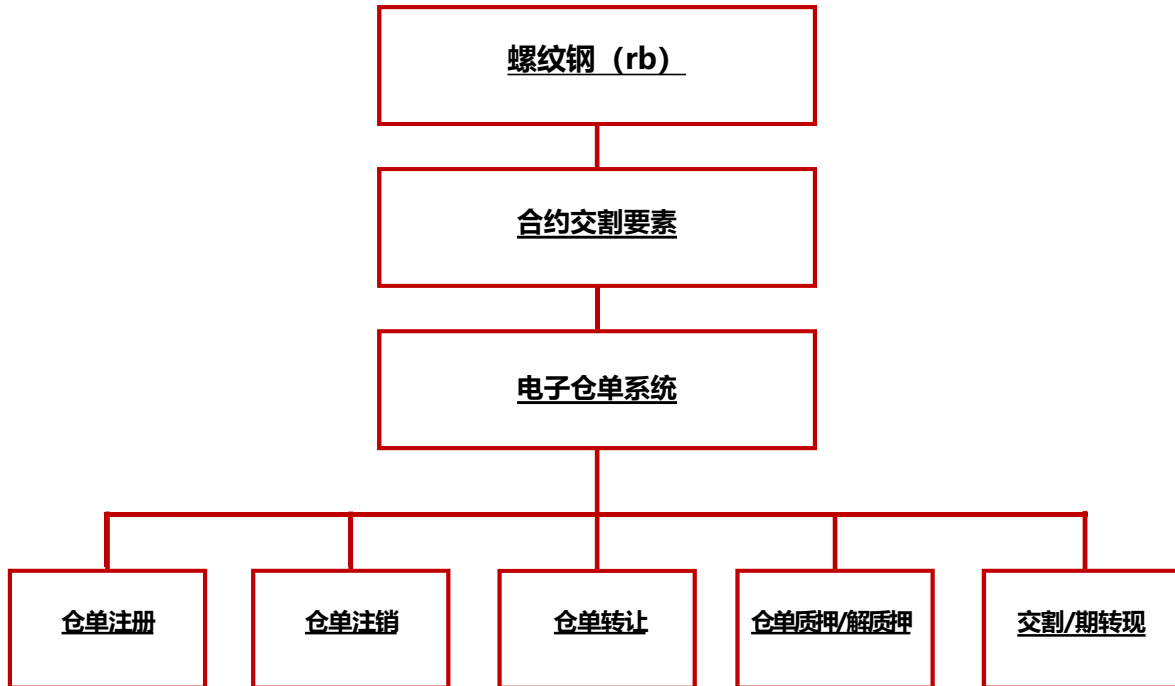 螺纹钢（rb）
合约交割要素
电子仓单系统
仓单注册
仓单注销
仓单转让
仓单质押/解质押
交割/期转现